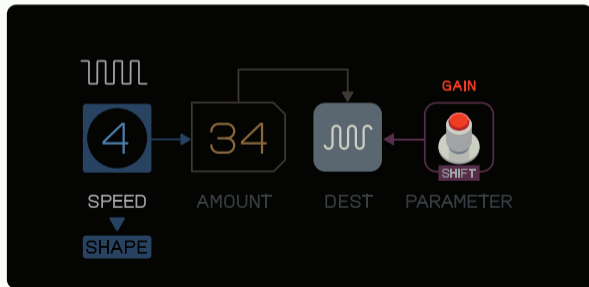 GAIN
4 34
SHIFT
SPEED AMOUNT DEST PARAMETER
SHAPE